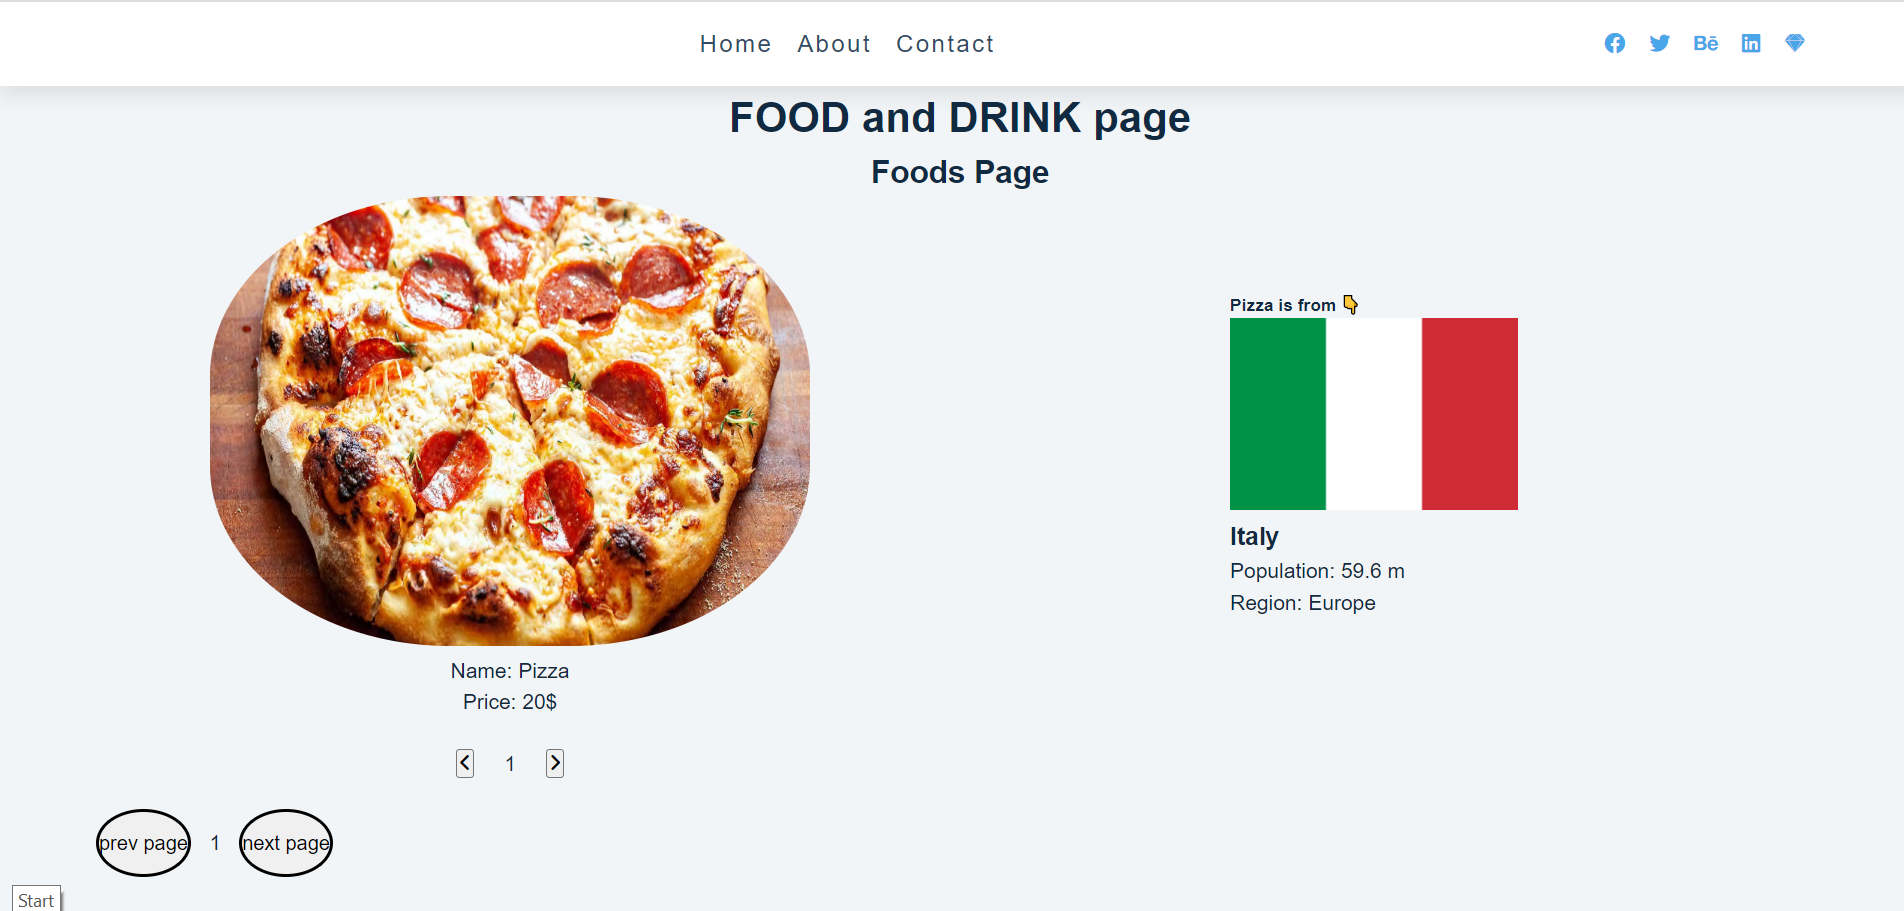 Home About Contact Bē in
FOOD and DRINK page
Foods Page
Pizza is from 👇
Italy
Population: 59.6 m
Region: Europe
Name: Pizza
Price: 20$
1
prev page 1 next page
Start